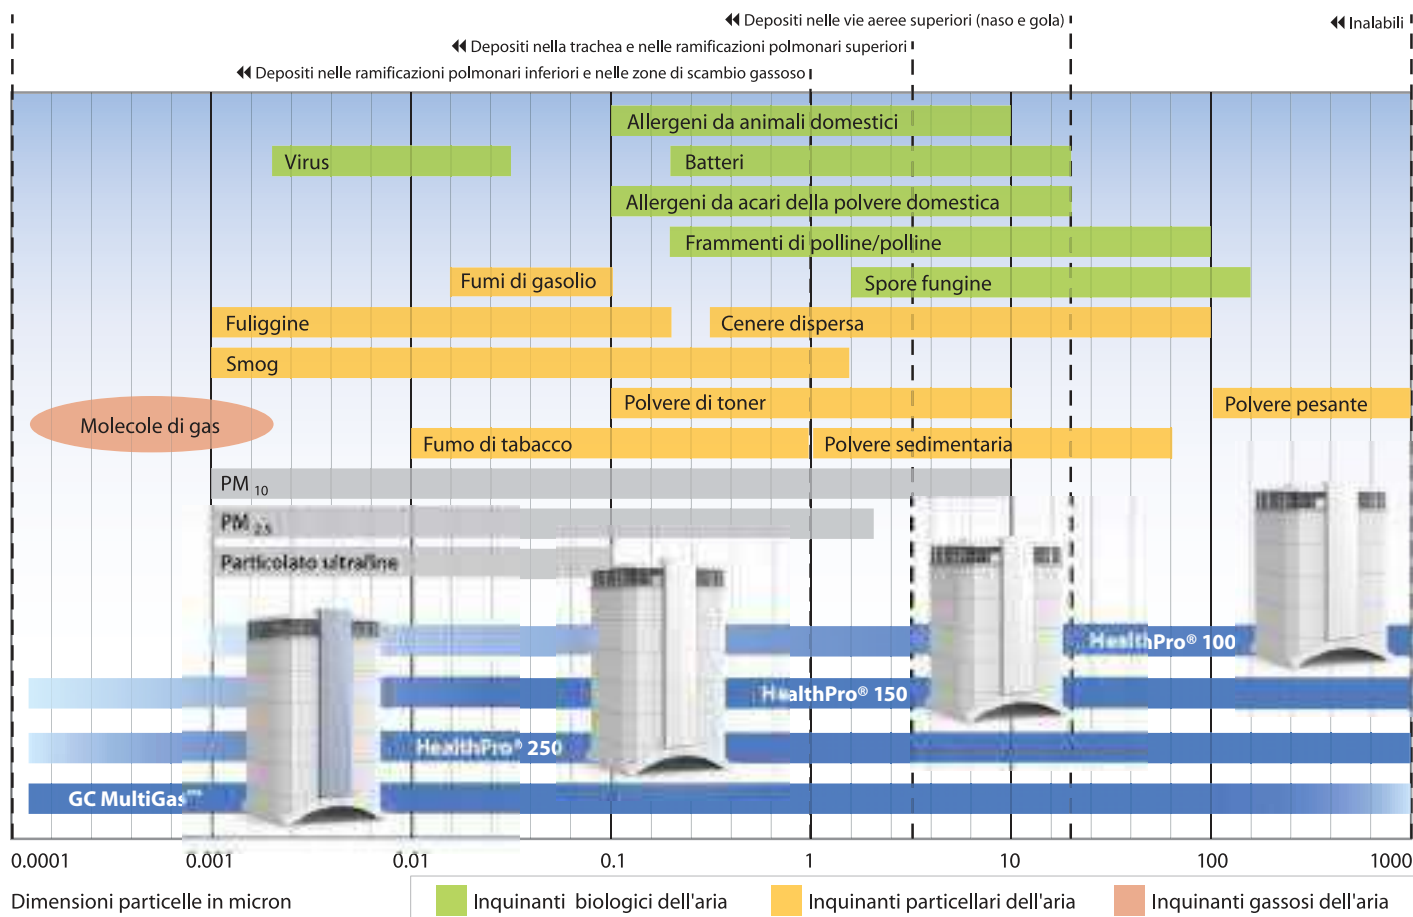 Depositi nelle vie aeree superiori (naso e gola)
Inalabili
Depositi nella trachea e nelle ramificazioni polmonari superiori
Depositi nelle ramificazioni polmonari inferiori e nelle zone di scambio gassoso
Allergeni da animali domestici
Virus
Batteri
Allergeni da acari della polvere domestica
Frammenti di polline/polline
Fumi di gasolio
Spore fungine
Fuliggine
Cenere dispersa
Smog
Polvere di toner
Polvere pesante
Molecole di gas
Fumo di tabacco
Polvere sedimentaria
PM 10
PM 2.5
Particolato ultrafine
HealthPro® 100
HealthPro® 150
HealthPro® 250
GC MultiGas™
0.0001 0.001 0.01 0.1 1 10 100 1000
Dimensioni particelle in micron
Inquinanti biologici dell'aria
Inquinanti particellari dell'aria
Inquinanti gassosi dell'aria